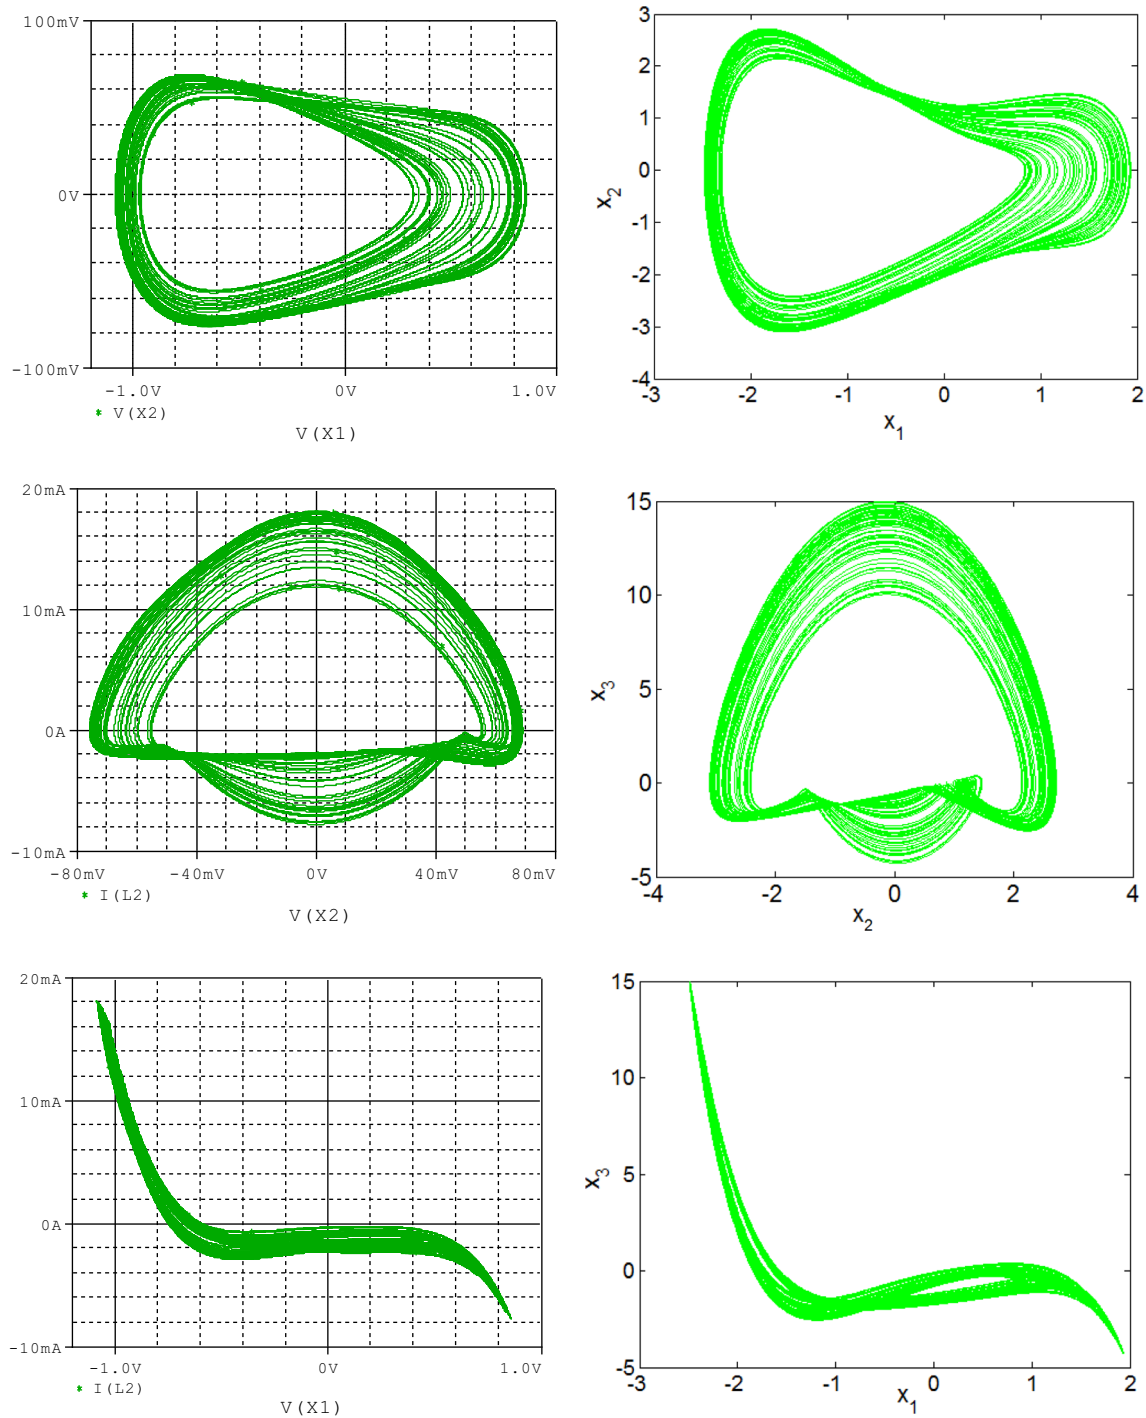 100mV
0V
-100mV
-1.0V 0V 1.0V
* V(X2)
V(X1)
3
2
1
0
-1
-2
-3
-4
x2
-3 -2 -1 0 1 2
x1
20mA
10mA
0A
-10mA
-80mV -40mV 0V 40mV 80mV
* I(L2)
V(X2)
15
10
5
0
-5
x3
-4 -2 0 2 4
x2
20mA
10mA
0A
-10mA
-1.0V 0V 1.0V
* I(L2)
V(X1)
15
10
5
0
-5
x3
-3 -2 -1 0 1 2
x1